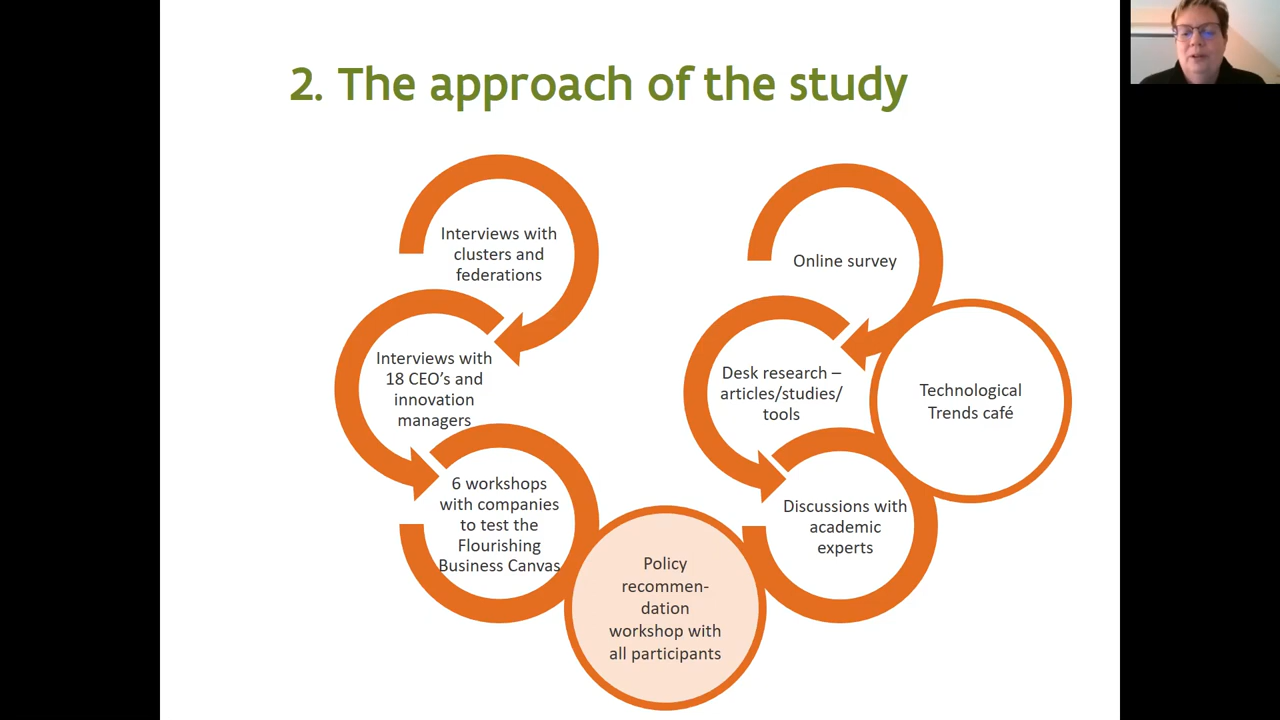 2. The approach of the study
Interviews with
clusters and
federations
Interviews with
18 CEO's and
innovation
managers
6 workshops
with companies
to test the
Flourishing
Business Canvas
Policy
recommen-
dation
workshop with
all participants
Online survey
Desk research –
articles/studies/
tools
Discussions with
academic
experts
Technological
Trends café